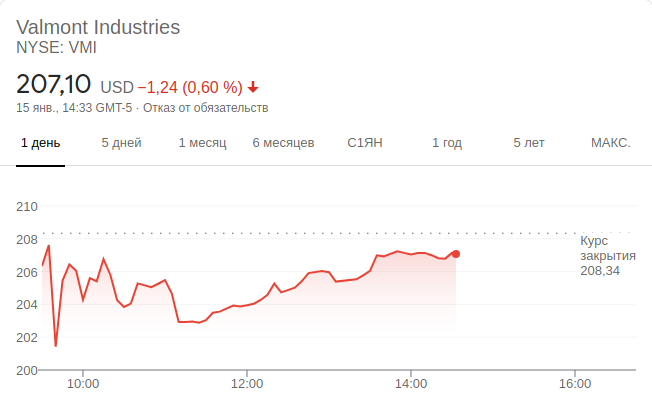 Valmont Industries
NYSE: VMI
207,10 USD −1,24 (0,60 %)
15 янв., 14:33 GMT-5 · Отказ от обязательств
1 день 5 дней 1 месяц 6 месяцев С1ЯН 1 год 5 лет МАКС.
210
208
206
204
202
200
Курс
закрытия
208,34
10:00 12:00 14:00 16:00